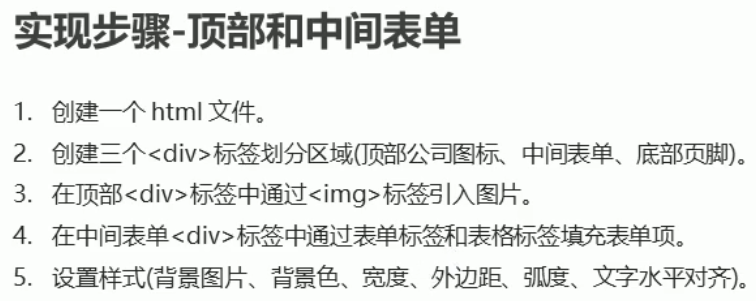 实现步骤-顶部和中间表单
1. 创建一个 html 文件。
2. 创建三个<div>标签划分区域(顶部公司图标、中间表单、底部页脚)。
3. 在顶部<div>标签中通过<img>标签引入图片。
4. 在中间表单<div>标签中通过表单标签和表格标签填充表单项。
5. 设置样式(背景图片、背景色、宽度、外边距、弧度、文字水平对齐)。